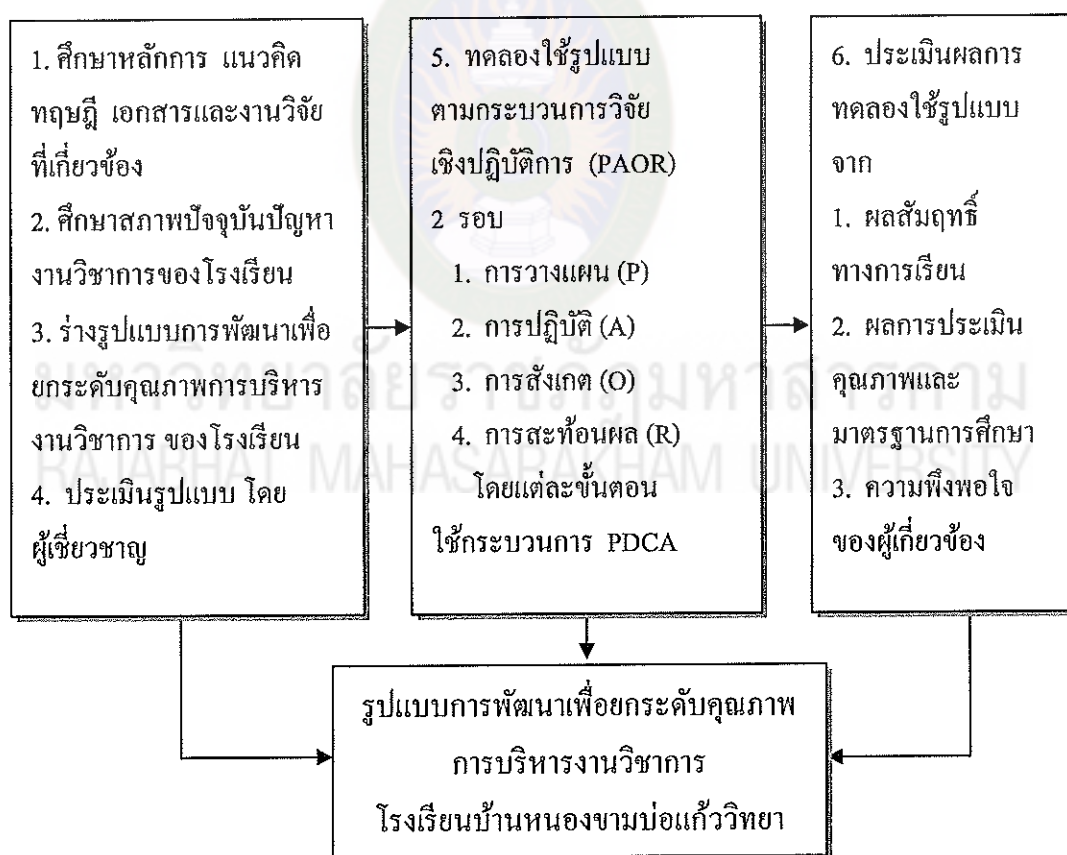 1. ศึกษาหลักการ แนวคิด
ทฤษฎี เอกสารและงานวิจัย
ที่เกี่ยวข้อง
2. ศึกษาสภาพปัจจุบันปัญหา
งานวิชาการของโรงเรียน
3. ร่างรูปแบบการพัฒนาเพื่อ
ยกระดับคุณภาพการบริหาร
งานวิชาการ ของโรงเรียน
4. ประเมินรูปแบบ โดย
ผู้เชี่ยวชาญ
5. ทดลองใช้รูปแบบ
ตามกระบวนการวิจัย
เชิงปฏิบัติการ (PAOR)
2 รอบ
1. การวางแผน (P)
2. การปฏิบัติ (A)
3. การสังเกต (O)
4. การสะท้อนผล (R)
โดยแต่ละขั้นตอน
ใช้กระบวนการ PDCA
6. ประเมินผลการ
ทดลองใช้รูปแบบ
จาก
1. ผลสัมฤทธิ์
ทางการเรียน
2. ผลการประเมิน
คุณภาพและ
มาตรฐานการศึกษา
3. ความพึงพอใจ
ของผู้เกี่ยวข้อง
รูปแบบการพัฒนาเพื่อยกระดับคุณภาพ
การบริหารงานวิชาการ
โรงเรียนบ้านหนองขามบ่อแก้ววิทยา
มหาวิทยาลัยราชภัฏมหาสารคาม
RAJABHAT MAHASARAKHAM UNIVERSITY